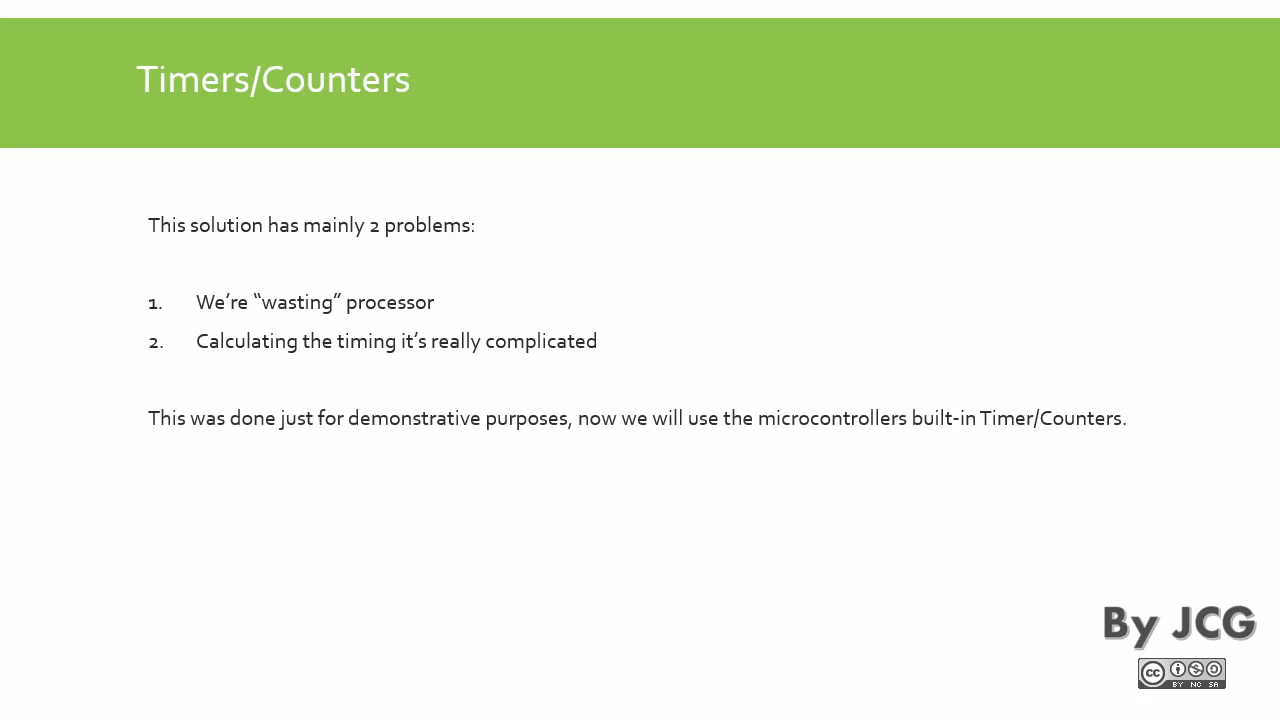 Timers/Counters
This solution has mainly 2 problems:
1. We’re “wasting” processor
2. Calculating the timing it’s really complicated
This was done just for demonstrative purposes, now we will use the microcontrollers built-in Timer/Counters.
By JCG
cc
BY NC SA